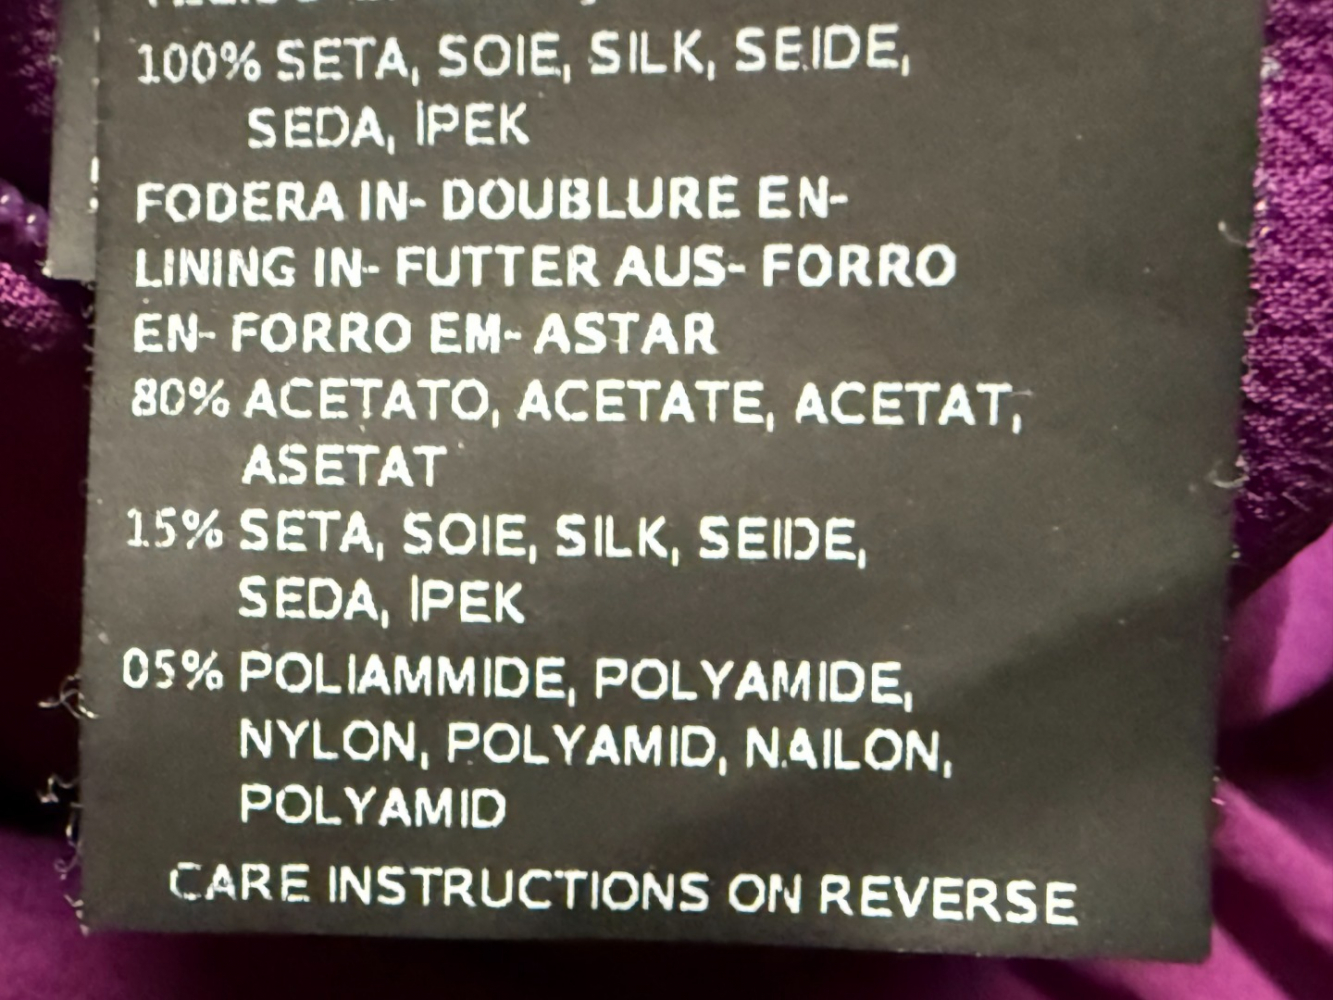 100% SETA, SOIE, SILK, SEIDE,
SEDA, İPEK
FODERA IN- DOUBLURE EN-
LINING IN- FUTTER AUS- FORRO
EN- FORRO EM- ASTAR
80% ACETATO, ACETATE, ACETAT,
ASETAT
15% SETA, SOIE, SILK, SEIDE,
SEDA, İPEK
05% POLIAMMIDE, POLYAMIDE,
NYLON, POLYAMID, NAILON,
POLYAMID
CARE INSTRUCTIONS ON REVERSE